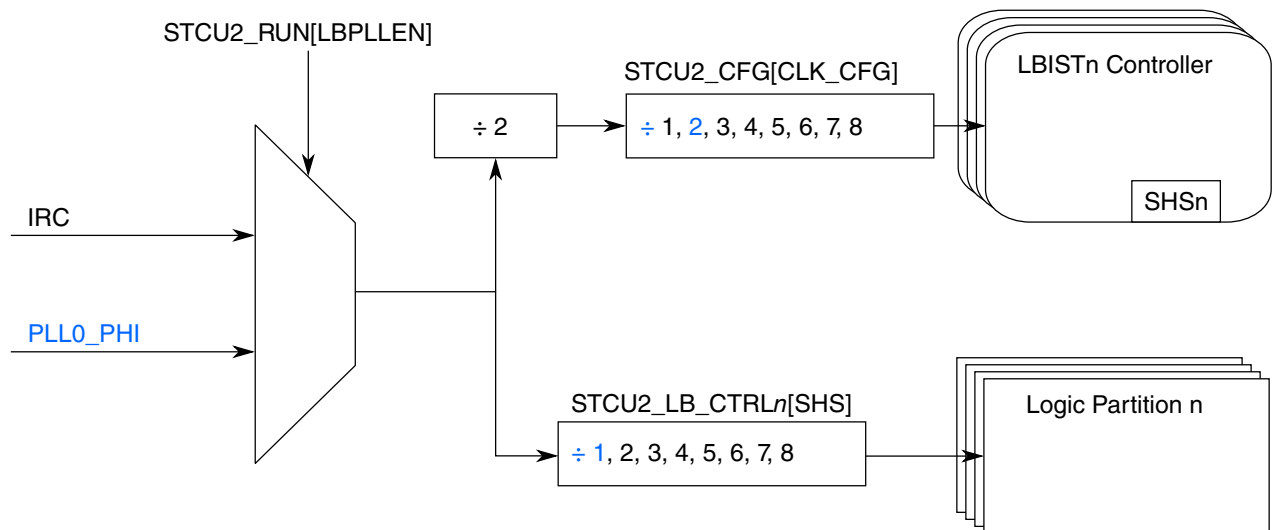 STCU2_RUN[LBPLLEN]
STCU2_CFG[CLK_CFG]
LBISTn Controller
÷ 2
÷ 1, 2, 3, 4, 5, 6, 7, 8
SHSn
IRC
PLL0_PHI
STCU2_LB_CTRLn[SHS]
Logic Partition n
÷ 1, 2, 3, 4, 5, 6, 7, 8